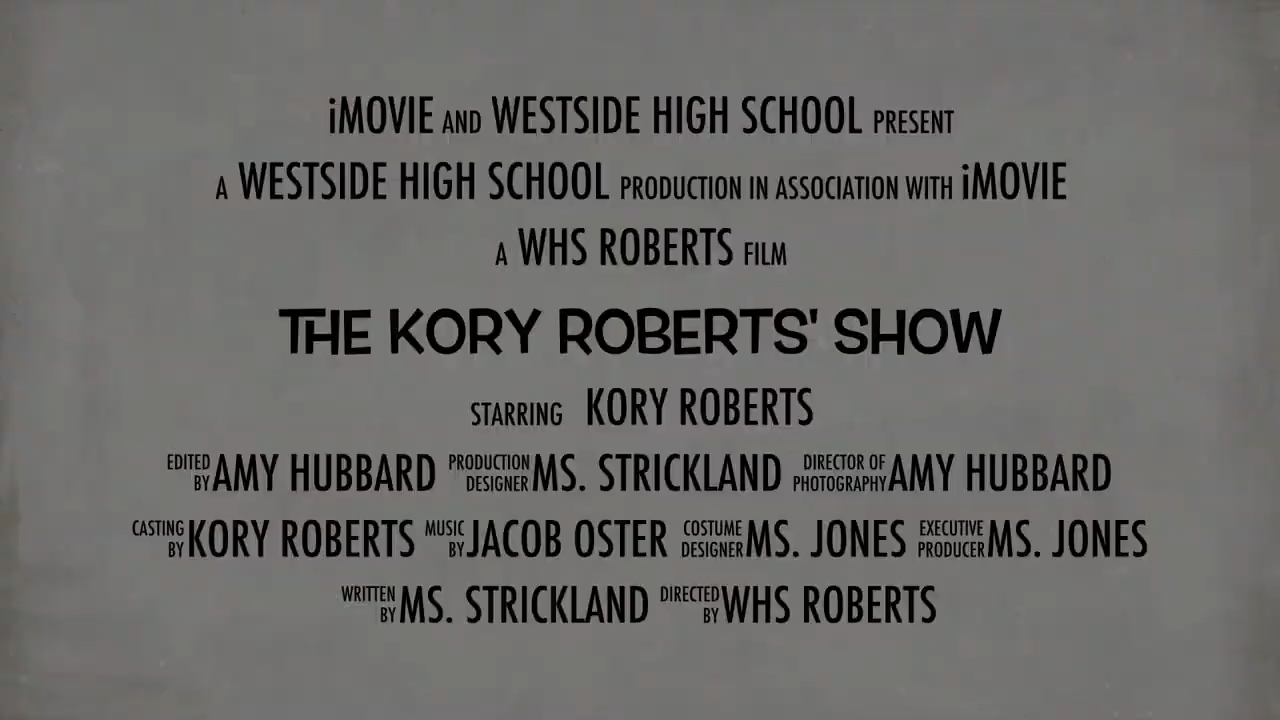 iMOVIE AND WESTSIDE HIGH SCHOOL PRESENT
A WESTSIDE HIGH SCHOOL PRODUCTION IN ASSOCIATION WITH iMOVIE
A WHS ROBERTS FILM
THE KORY ROBERTS' SHOW
STARRING KORY ROBERTS
EDITED BY AMY HUBBARD PRODUCTION DESIGNER MS. STRICKLAND DIRECTOR OF PHOTOGRAPHY AMY HUBBARD
CASTING BY KORY ROBERTS MUSIC BY JACOB OSTER COSTUME DESIGNER MS. JONES EXECUTIVE PRODUCER MS. JONES
WRITTEN BY MS. STRICKLAND DIRECTED BY WHS ROBERTS